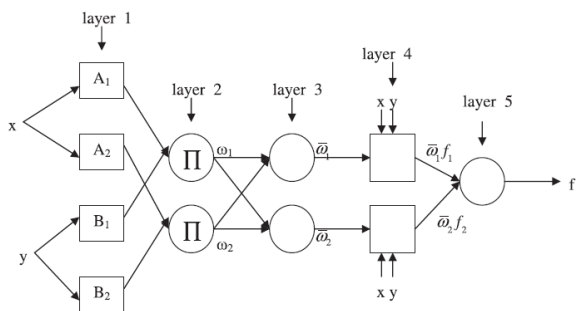 layer 1
layer 2
layer 3
layer 4
layer 5
x
y
A₁
A₂
B₁
B₂
Π
Π
ω₁
ω₂
ω̅₁
ω̅₂
x y
x y
ω̅₁f₁
ω̅₂f₂
f